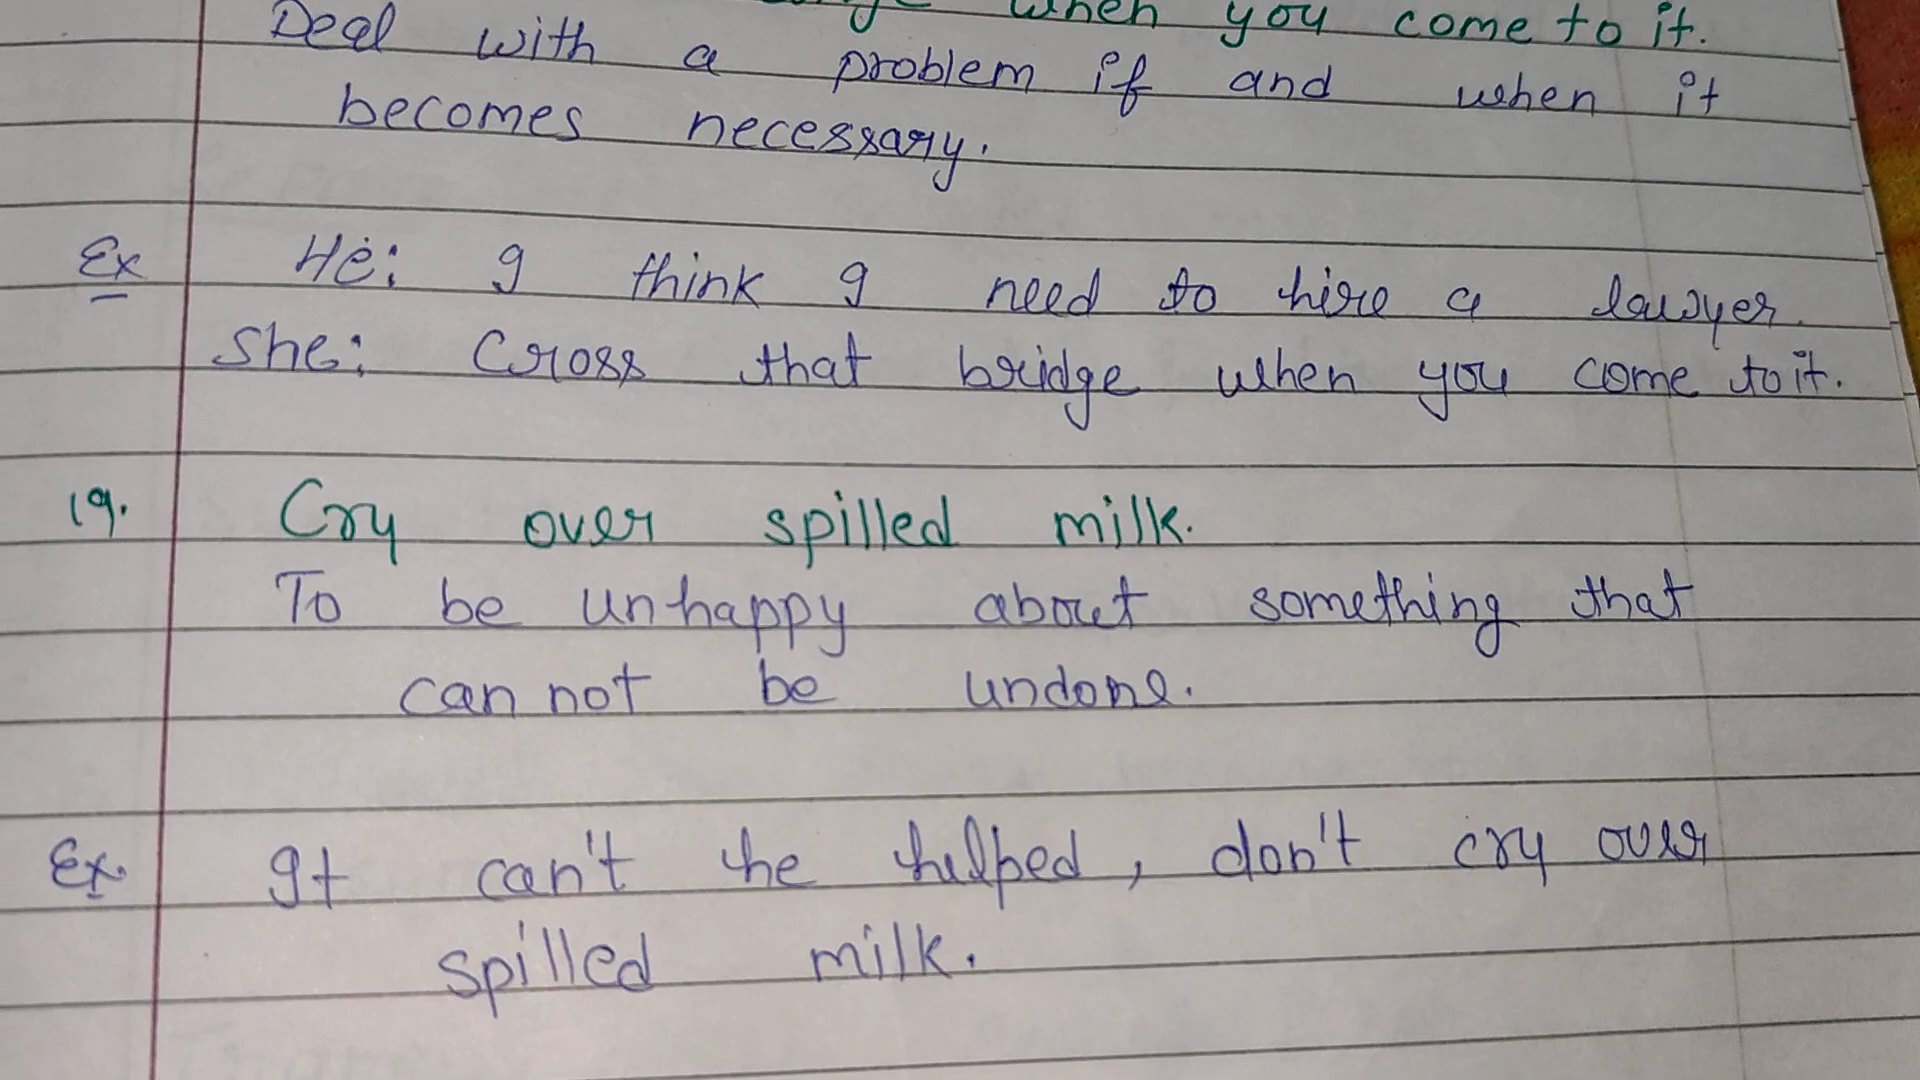 when you come to it.
Deal with a problem if and when it
becomes necessary.
Ex He: I think I need to hire a lawyer.
She: Cross that bridge when you come to it.
19. Cry over spilled milk.
To be unhappy about something that
can not be undone.
Ex. It can't be helped, don't cry over
spilled milk.